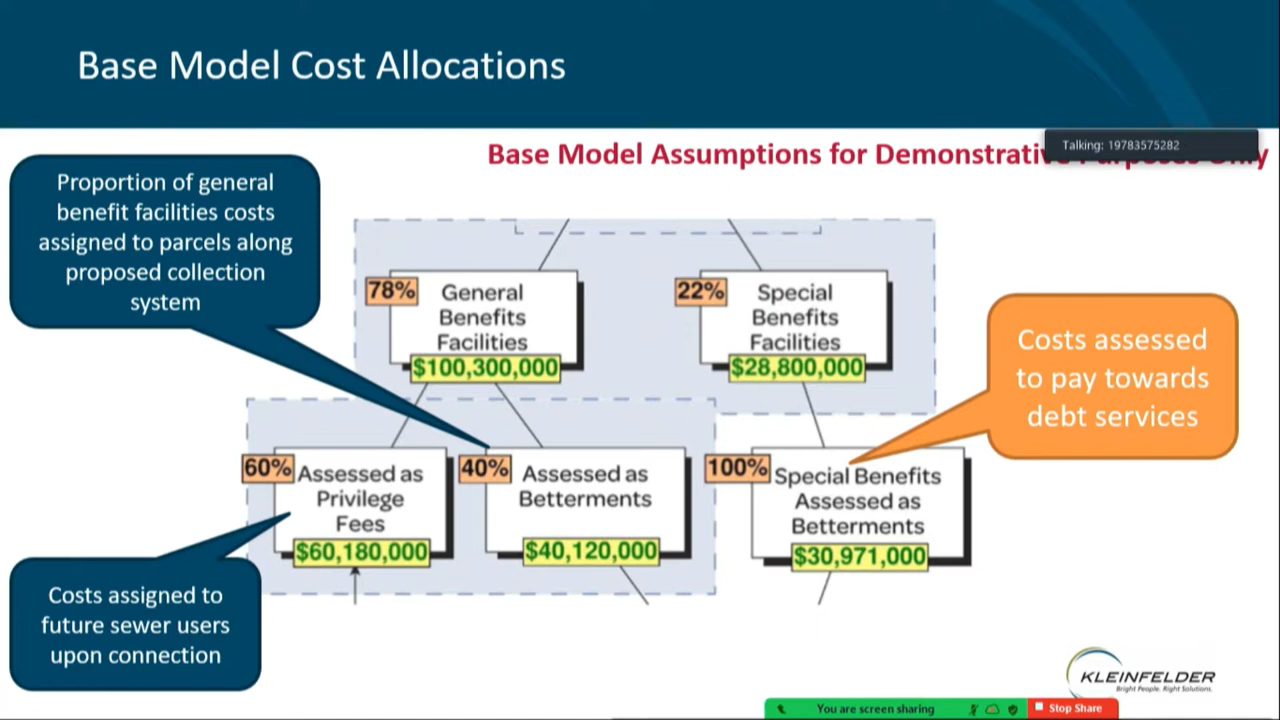 Base Model Cost Allocations
Base Model Assumptions for Demonstrative Purposes Only
Talking: 19783575282
Proportion of general
benefit facilities costs
assigned to parcels along
proposed collection
system
78%
General
Benefits
Facilities
$100,300,000
22%
Special
Benefits
Facilities
$28,800,000
Costs assessed
to pay towards
debt services
60%
Assessed as
Privilege
Fees
$60,180,000
40%
Assessed as
Betterments
$40,120,000
100%
Special Benefits
Assessed as
Betterments
$30,971,000
Costs assigned to
future sewer users
upon connection
KLEINFELDER
Bright People. Right Solutions.
You are screen sharing
Stop Share